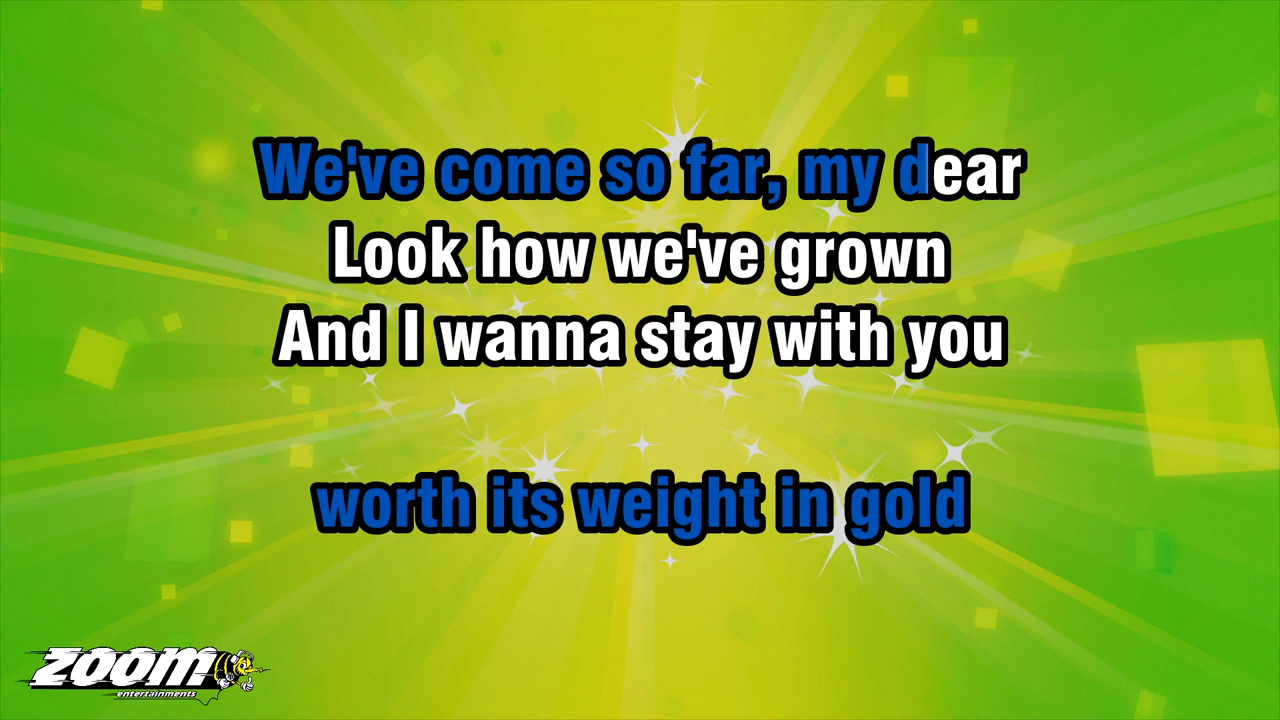 We've come so far, my dear
Look how we've grown
And I wanna stay with you
worth its weight in gold
zoom
entertainments